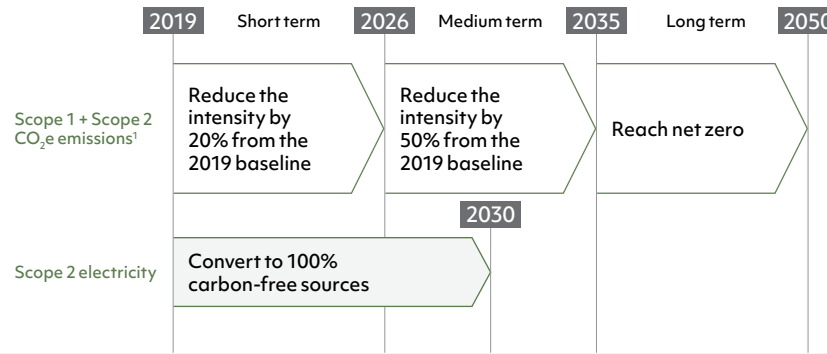 2019 Short term 2026 Medium term 2035 Long term 2050
Scope 1 + Scope 2
CO₂e emissions¹
Reduce the
intensity by
20% from the
2019 baseline
Reduce the
intensity by
50% from the
2019 baseline
Reach net zero
2030
Scope 2 electricity
Convert to 100%
carbon-free sources